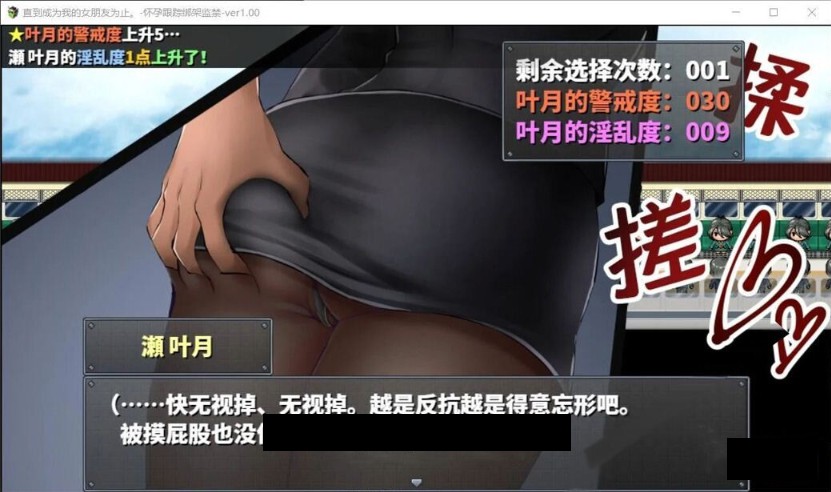 直到成为我的女朋友为止。-怀孕跟踪绑架监禁-ver1.00
★叶月的警戒度上升5…
瀬 叶月的淫乱度1点上升了!
剩余选择次数：001
叶月的警戒度：030
叶月的淫乱度：009
揉
搓
瀬 叶月
(……快无视掉、无视掉。越是反抗越是得意忘形吧。
被摸屁股也没